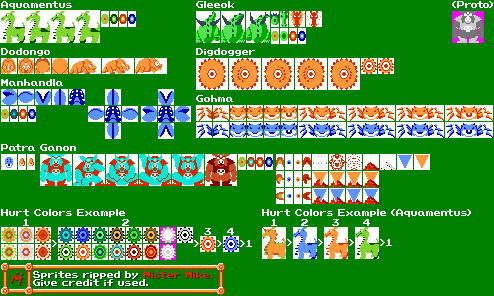 Aquamentus
Gleeok
(Proto)
Dodongo
Digdogger
Manhandla
Gohma
Patra Ganon
Hurt Colors Example
1 2 3 4 1
Hurt Colors Example (Aquamentus)
1 2 3 4 1
Sprites ripped by Mister Mike.
Give credit if used.